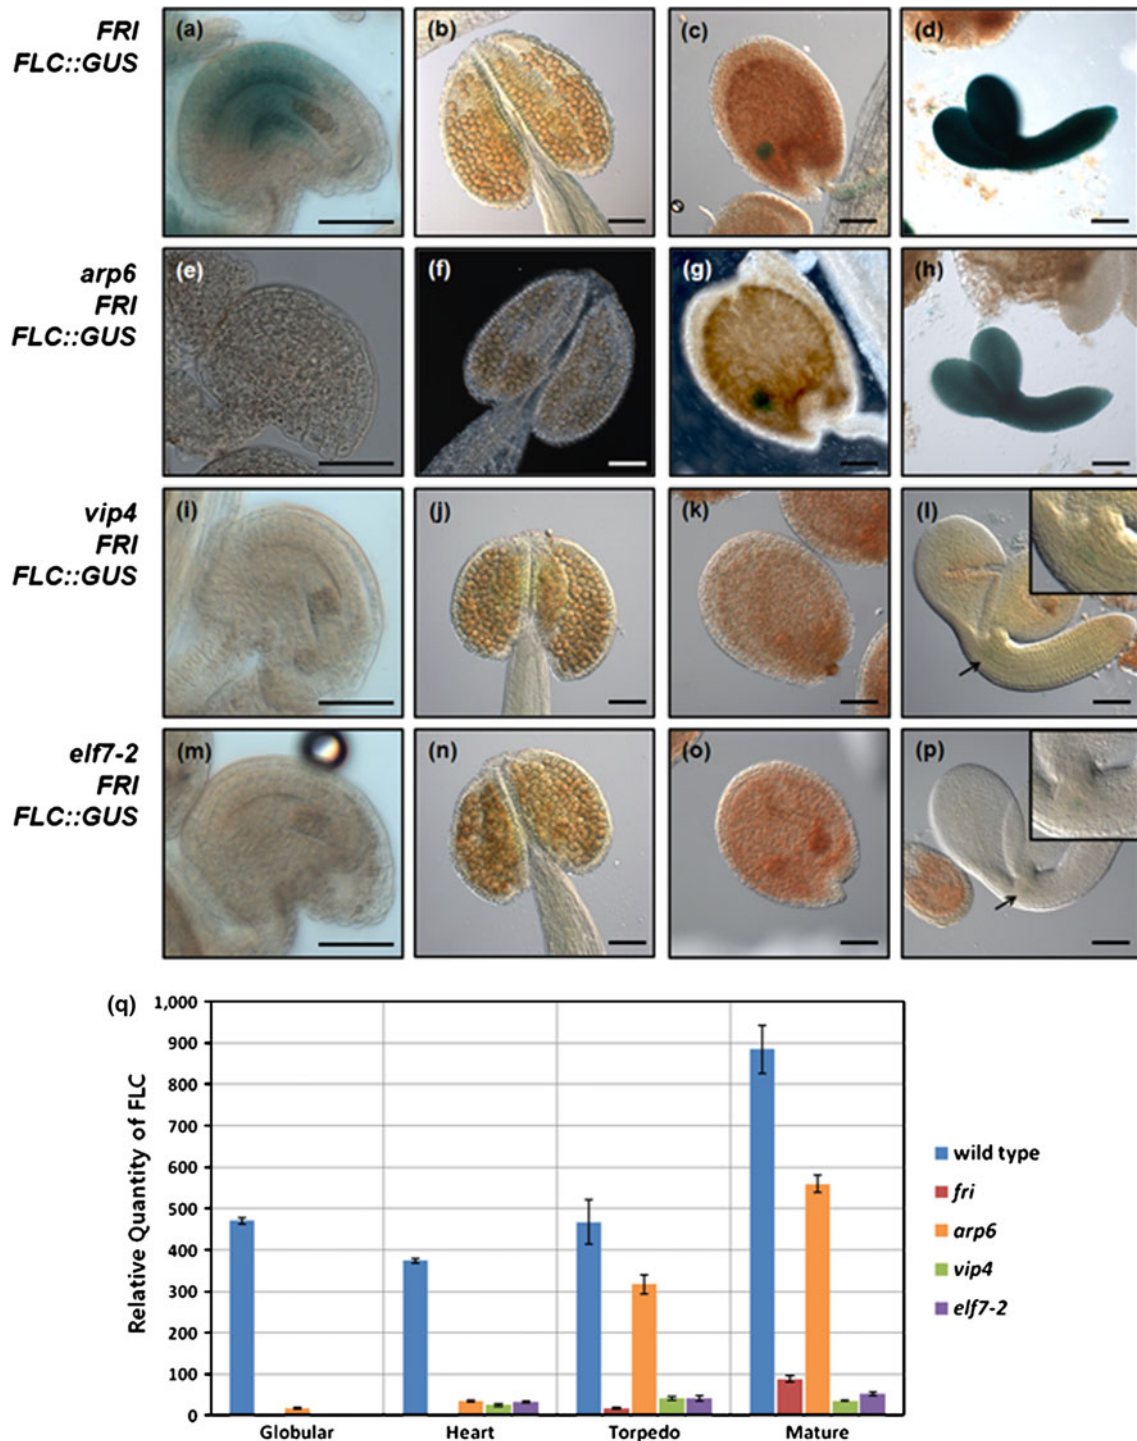 FRI
FLC::GUS
(a)
(b)
(c)
(d)
arp6
FRI
FLC::GUS
(e)
(f)
(g)
(h)
vip4
FRI
FLC::GUS
(i)
(j)
(k)
(l)
elf7-2
FRI
FLC::GUS
(m)
(n)
(o)
(p)
(q)
Relative Quantity of FLC
1,000
900
800
700
600
500
400
300
200
100
0
Globular
Heart
Torpedo
Mature
wild type
fri
arp6
vip4
elf7-2